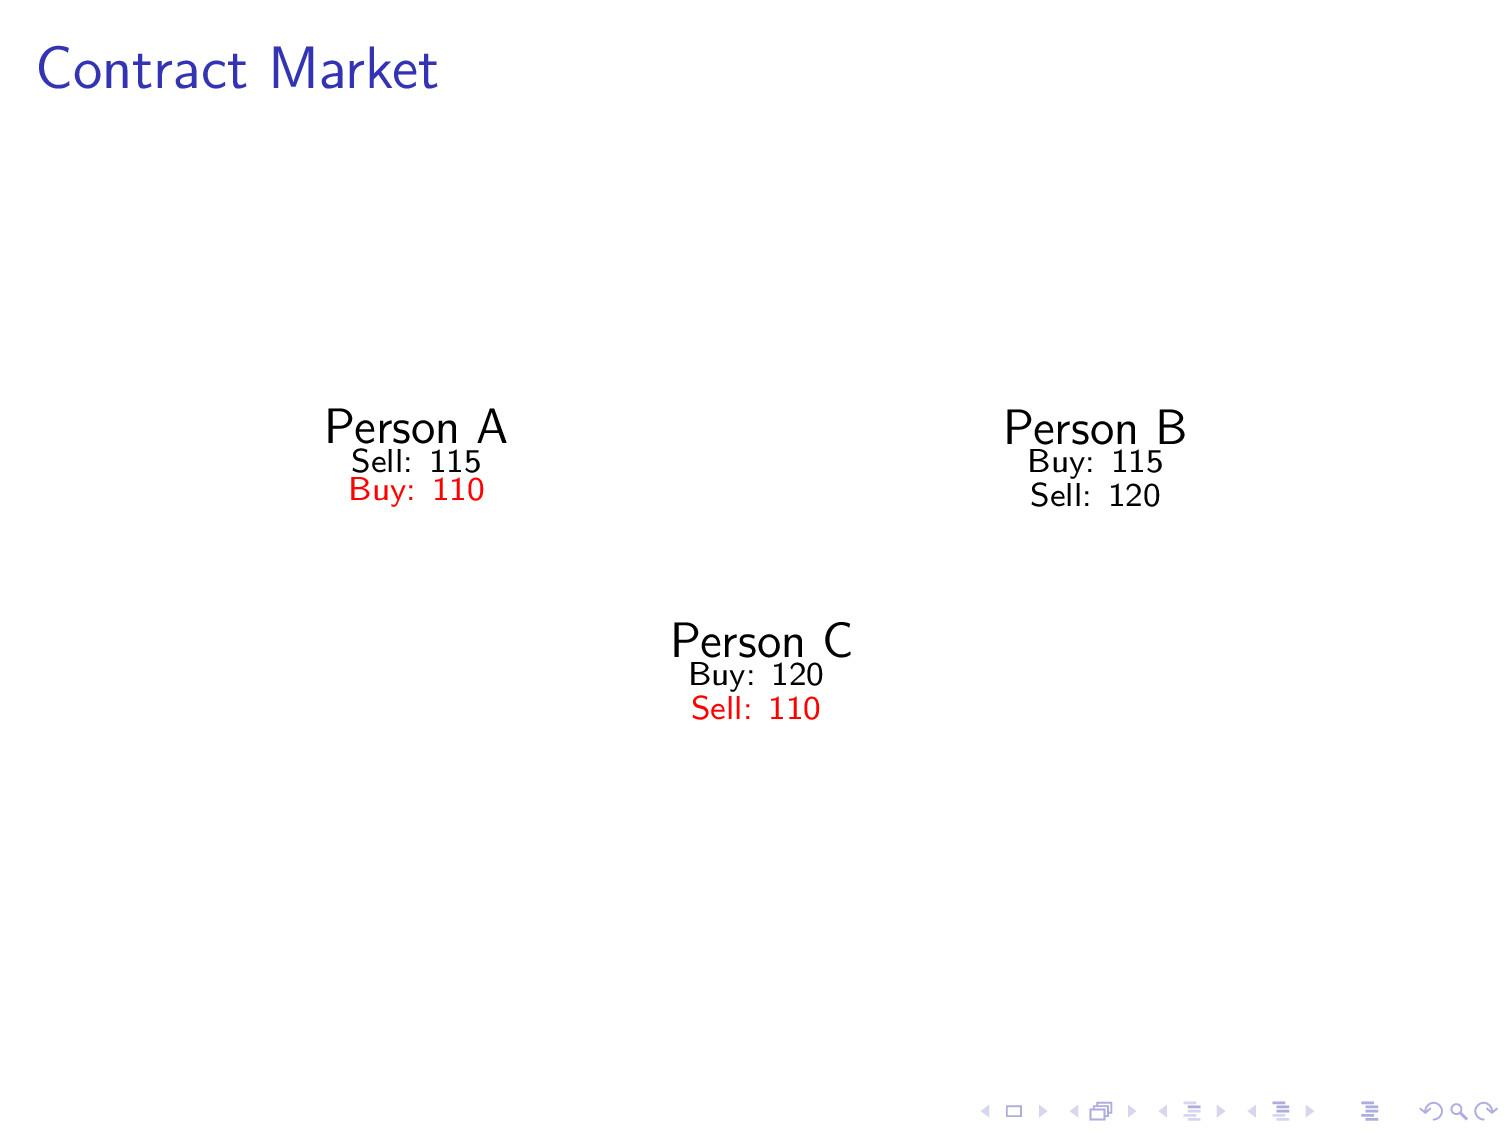 Contract Market
Person A
Sell: 115
Buy: 110
Person B
Buy: 115
Sell: 120
Person C
Buy: 120
Sell: 110